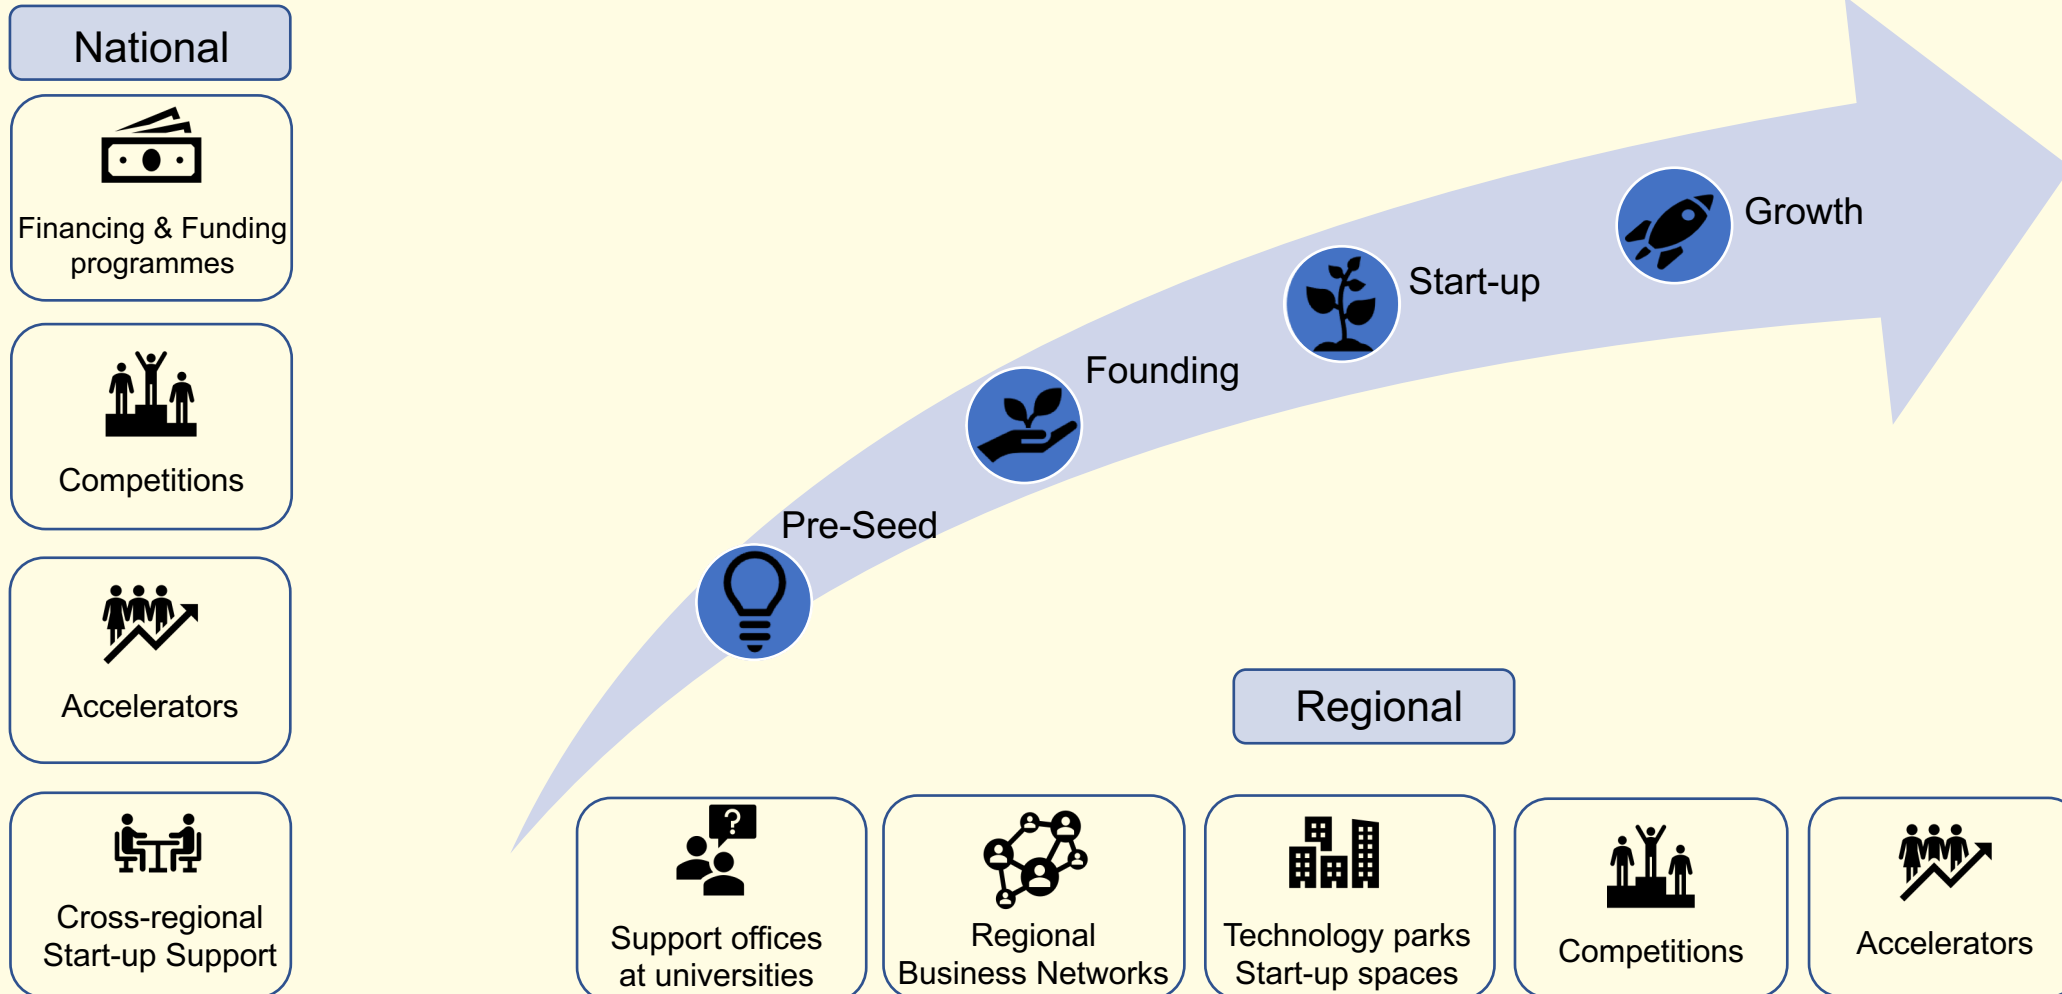 National
Financing & Funding
programmes
Competitions
Accelerators
Cross-regional
Start-up Support
Pre-Seed
Founding
Start-up
Growth
Regional
?
Support offices
at universities
Regional
Business Networks
Technology parks
Start-up spaces
Competitions
Accelerators